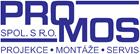 PROMOS
SPOL. S R.O.
PROJEKCE • MONTÁŽE • SERVIS